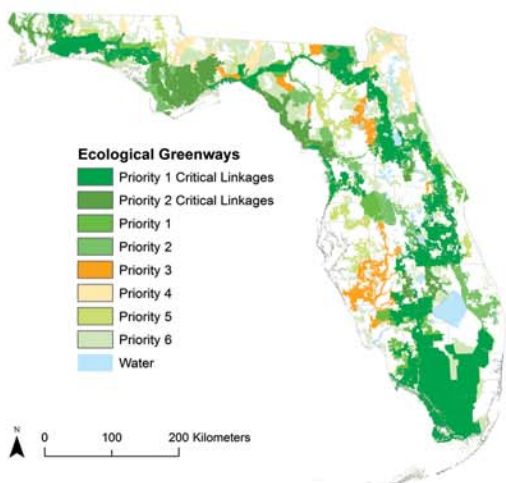 Ecological Greenways
Priority 1 Critical Linkages
Priority 2 Critical Linkages
Priority 1
Priority 2
Priority 3
Priority 4
Priority 5
Priority 6
Water
N
0 100 200 Kilometers